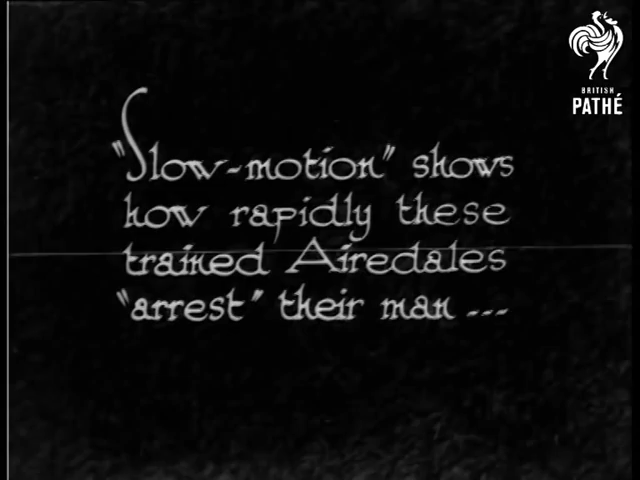 BRITISH
PATHÉ
"Slow-motion" shows
how rapidly these
trained Airedales
"arrest" their man ---